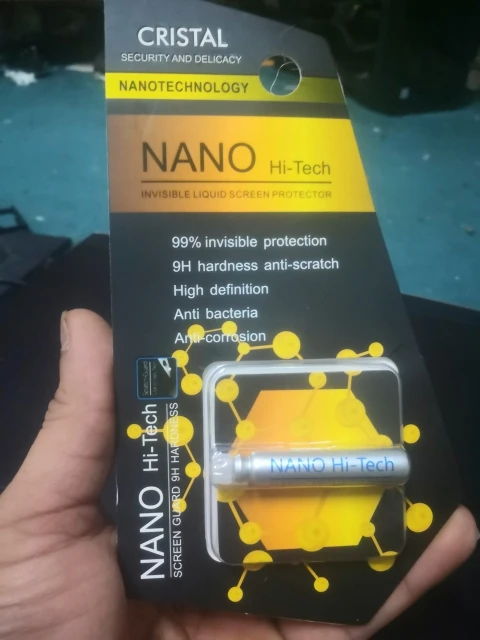 CRISTAL
SECURITY AND DELICACY
NANOTECHNOLOGY
NANO Hi-Tech
INVISIBLE LIQUID SCREEN PROTECTOR
99% invisible protection
9H hardness anti-scratch
High definition
Anti bacteria
Anti-corrosion
NANO Hi-Tech
NANO Hi-Tech
SCREEN GUARD 9H HARDNESS